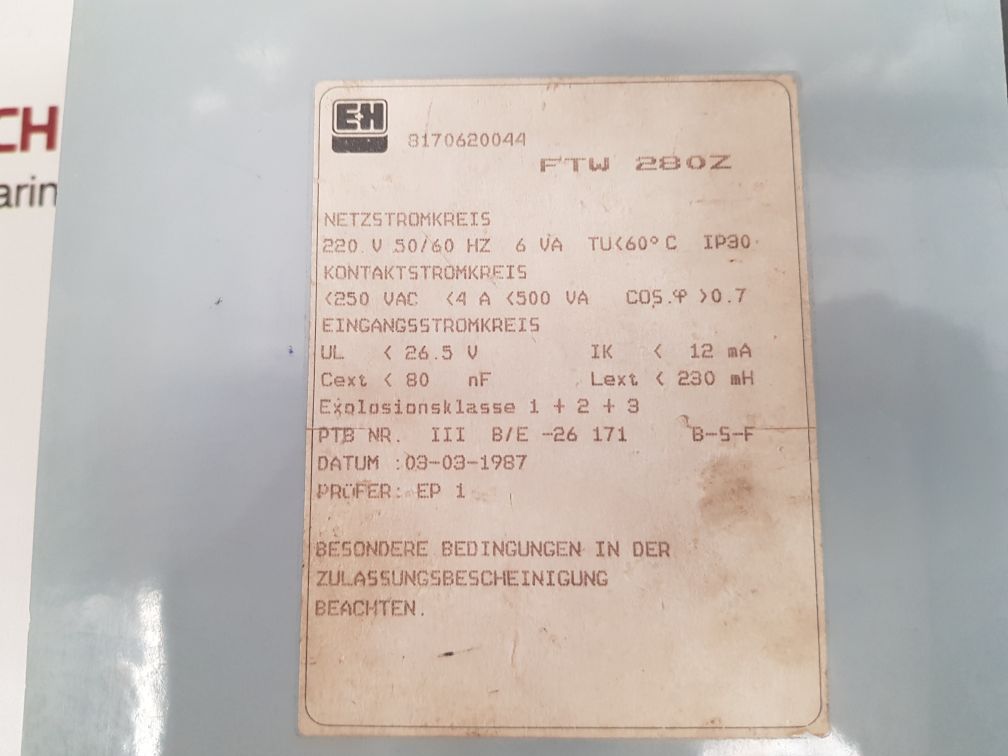 CH
arin
E+H
8170620044
FTW 280Z
NETZSTROMKREIS
220 V 50/60 HZ 6 VA TU<60°C IP30
KONTAKTSTROMKREIS
<250 VAC <4 A <500 VA COS.φ >0.7
EINGANGSSTROMKREIS
UL < 26.5 V IK < 12 mA
Cext < 80 nF Lext < 230 mH
Explosionsklasse 1 + 2 + 3
PTB NR. III B/E -26 171 B-S-F
DATUM :03-03-1987
PRÜFER: EP 1
BESONDERE BEDINGUNGEN IN DER
ZULASSUNGSBESCHEINIGUNG
BEACHTEN.